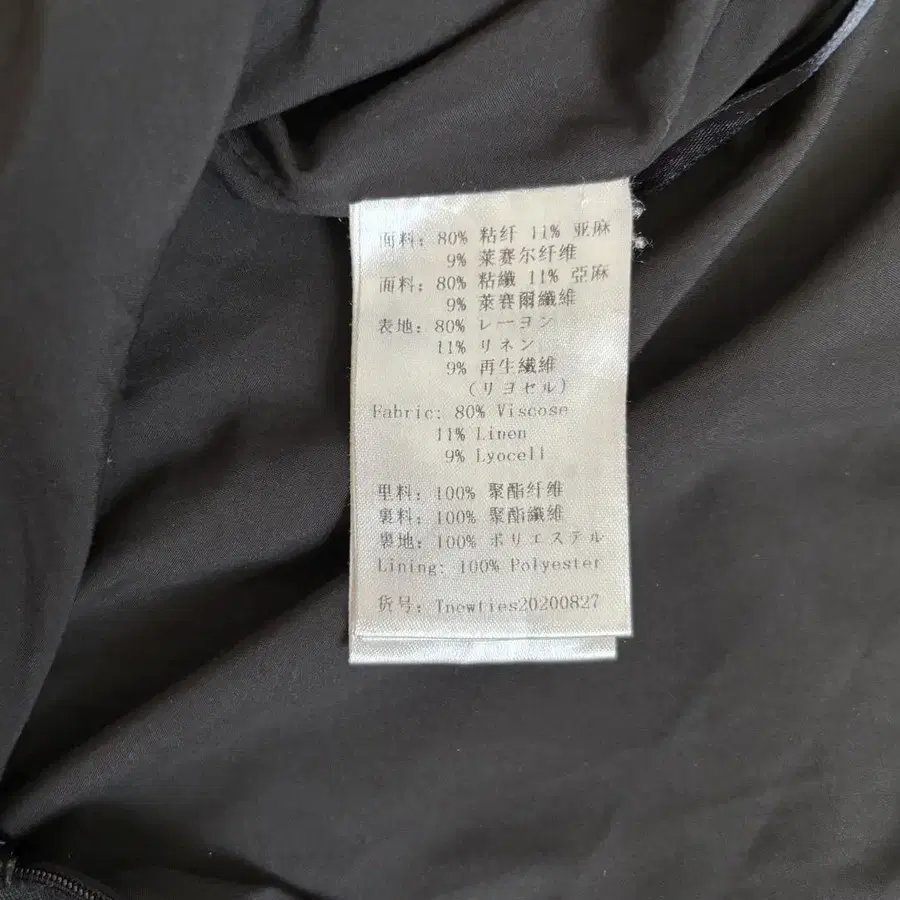 面料: 80% 粘纤 11% 亚麻
9% 莱赛尔纤维
面料: 80% 粘纖 11% 亞麻
9% 萊賽爾纖維
表地: 80% レーヨン
11% リネン
9% 再生繊維
(リヨセル)
Fabric: 80% Viscose
11% Linen
9% Lyocell
里料: 100% 聚酯纤维
裏料: 100% 聚酯纖維
裏地: 100% ポリエステル
Lining: 100% Polyester
货号: Tnewties20200827